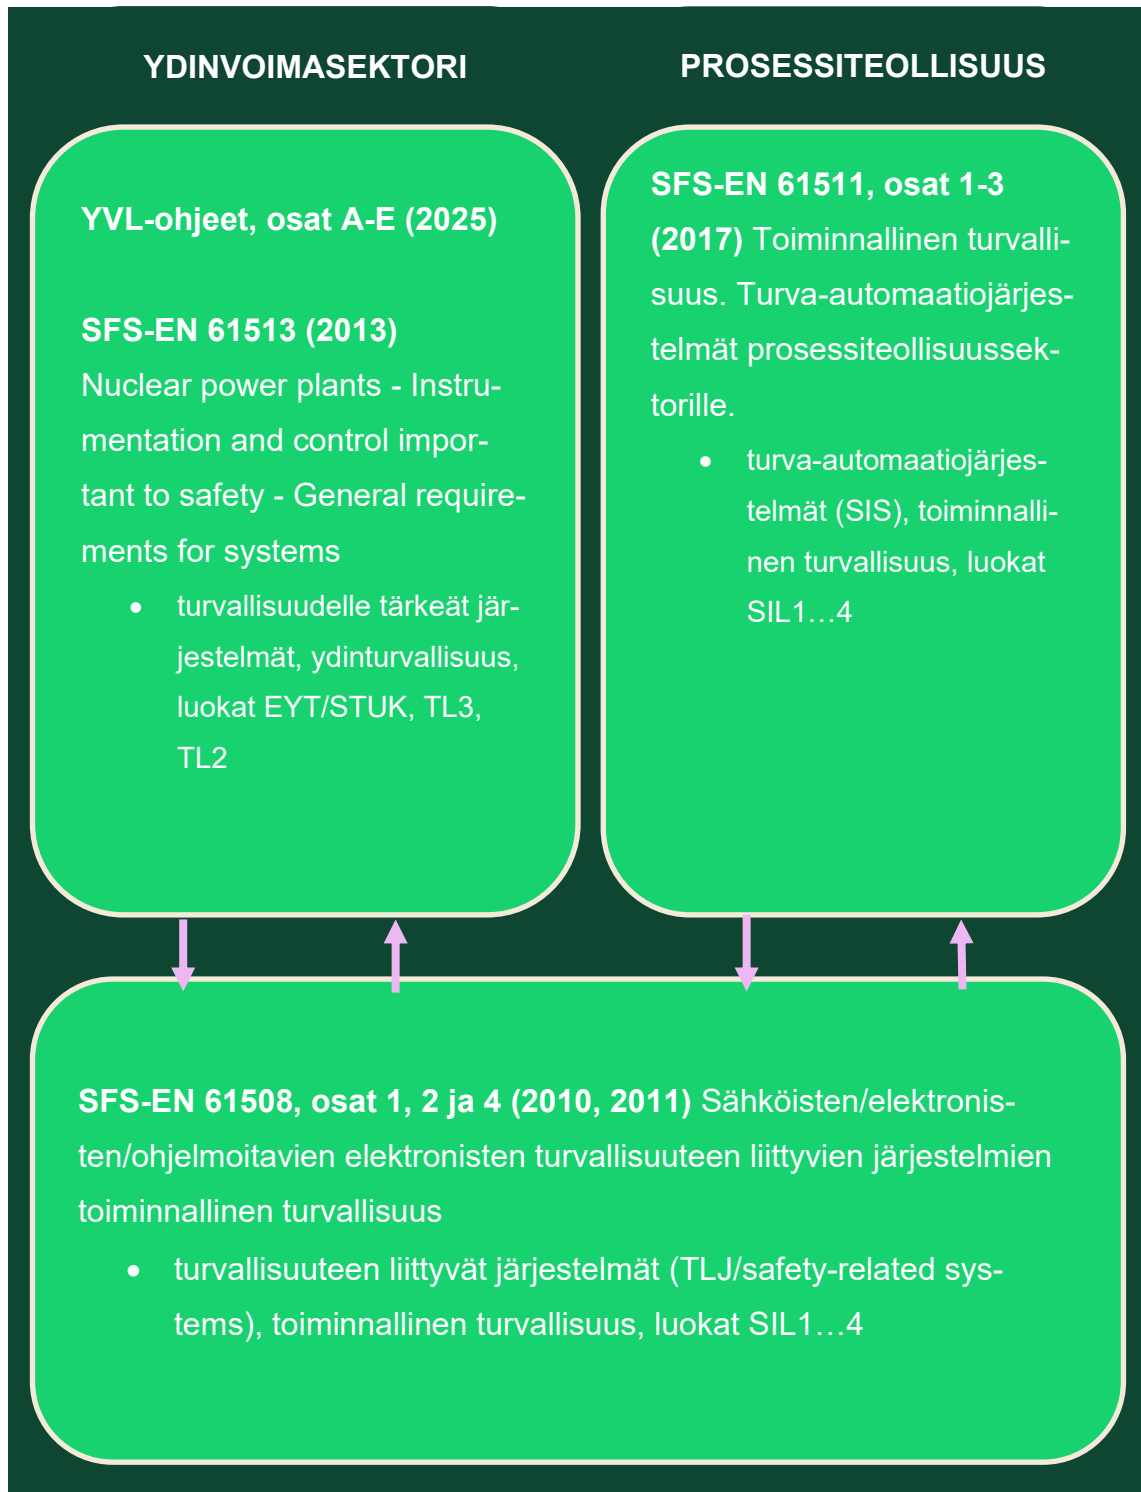 YDINVOIMASEKTORI
YVL-ohjeet, osat A-E (2025)
SFS-EN 61513 (2013)
Nuclear power plants - Instru-
mentation and control impor-
tant to safety - General require-
ments for systems
• turvallisuudelle tärkeät jär-
jestelmät, ydinturvallisuus,
luokat EYT/STUK, TL3,
TL2
PROSESSITEOLLISUUS
SFS-EN 61511, osat 1-3
(2017) Toiminnallinen turvalli-
suus. Turva-automaatiojärjes-
telmät prosessiteollisuussek-
torille.
• turva-automaatiojärjes-
telmät (SIS), toiminnalli-
nen turvallisuus, luokat
SIL1…4
SFS-EN 61508, osat 1, 2 ja 4 (2010, 2011) Sähköisten/elektronis-
ten/ohjelmoitavien elektronisten turvallisuuteen liittyvien järjestelmien
toiminnallinen turvallisuus
• turvallisuuteen liittyvät järjestelmät (TLJ/safety-related sys-
tems), toiminnallinen turvallisuus, luokat SIL1…4